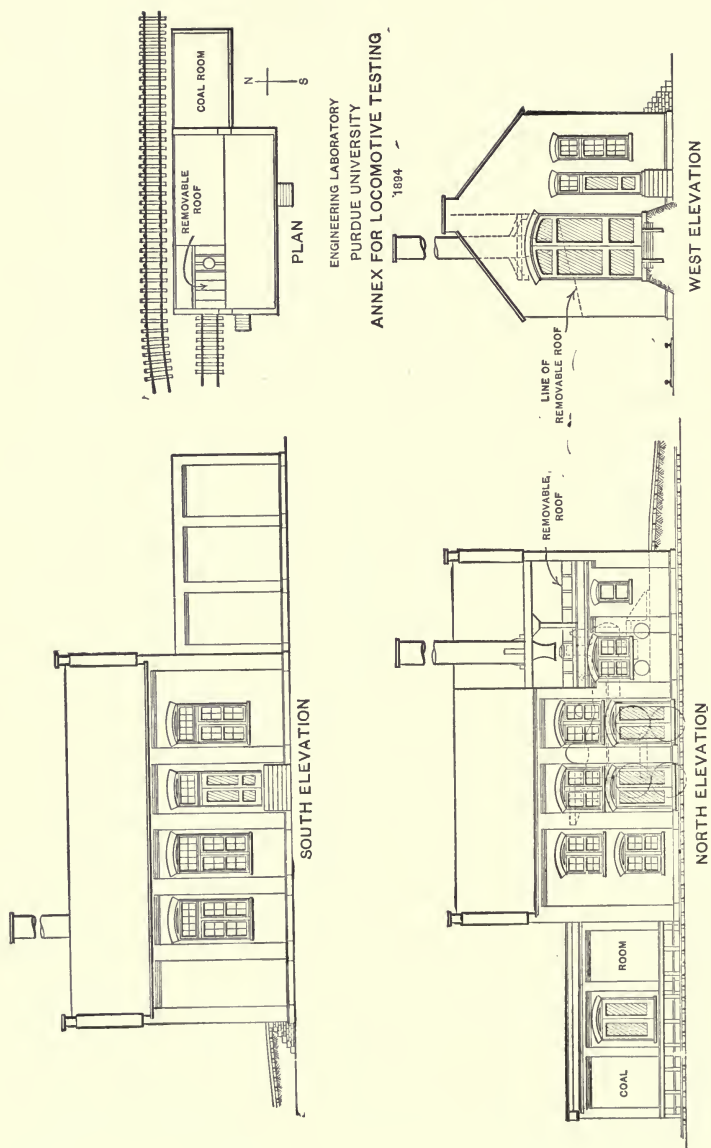 COAL ROOM
N
S
REMOVABLE
ROOF
PLAN
ENGINEERING LABORATORY
PURDUE UNIVERSITY
ANNEX FOR LOCOMOTIVE TESTING
1894
SOUTH ELEVATION
LINE OF
REMOVABLE ROOF
WEST ELEVATION
REMOVABLE
ROOF
COAL
ROOM
NORTH ELEVATION